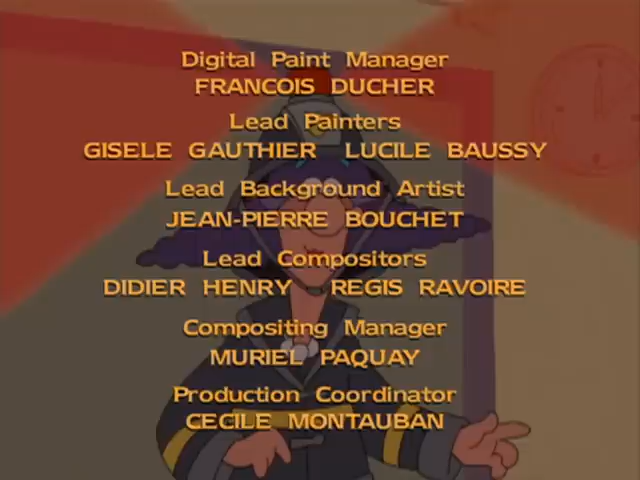 Digital Paint Manager
FRANCOIS DUCHER
Lead Painters
GISELE GAUTHIER LUCILE BAUSSY
Lead Background Artist
JEAN-PIERRE BOUCHET
Lead Compositors
DIDIER HENRY REGIS RAVOIRE
Compositing Manager
MURIEL PAQUAY
Production Coordinator
CECILE MONTAUBAN